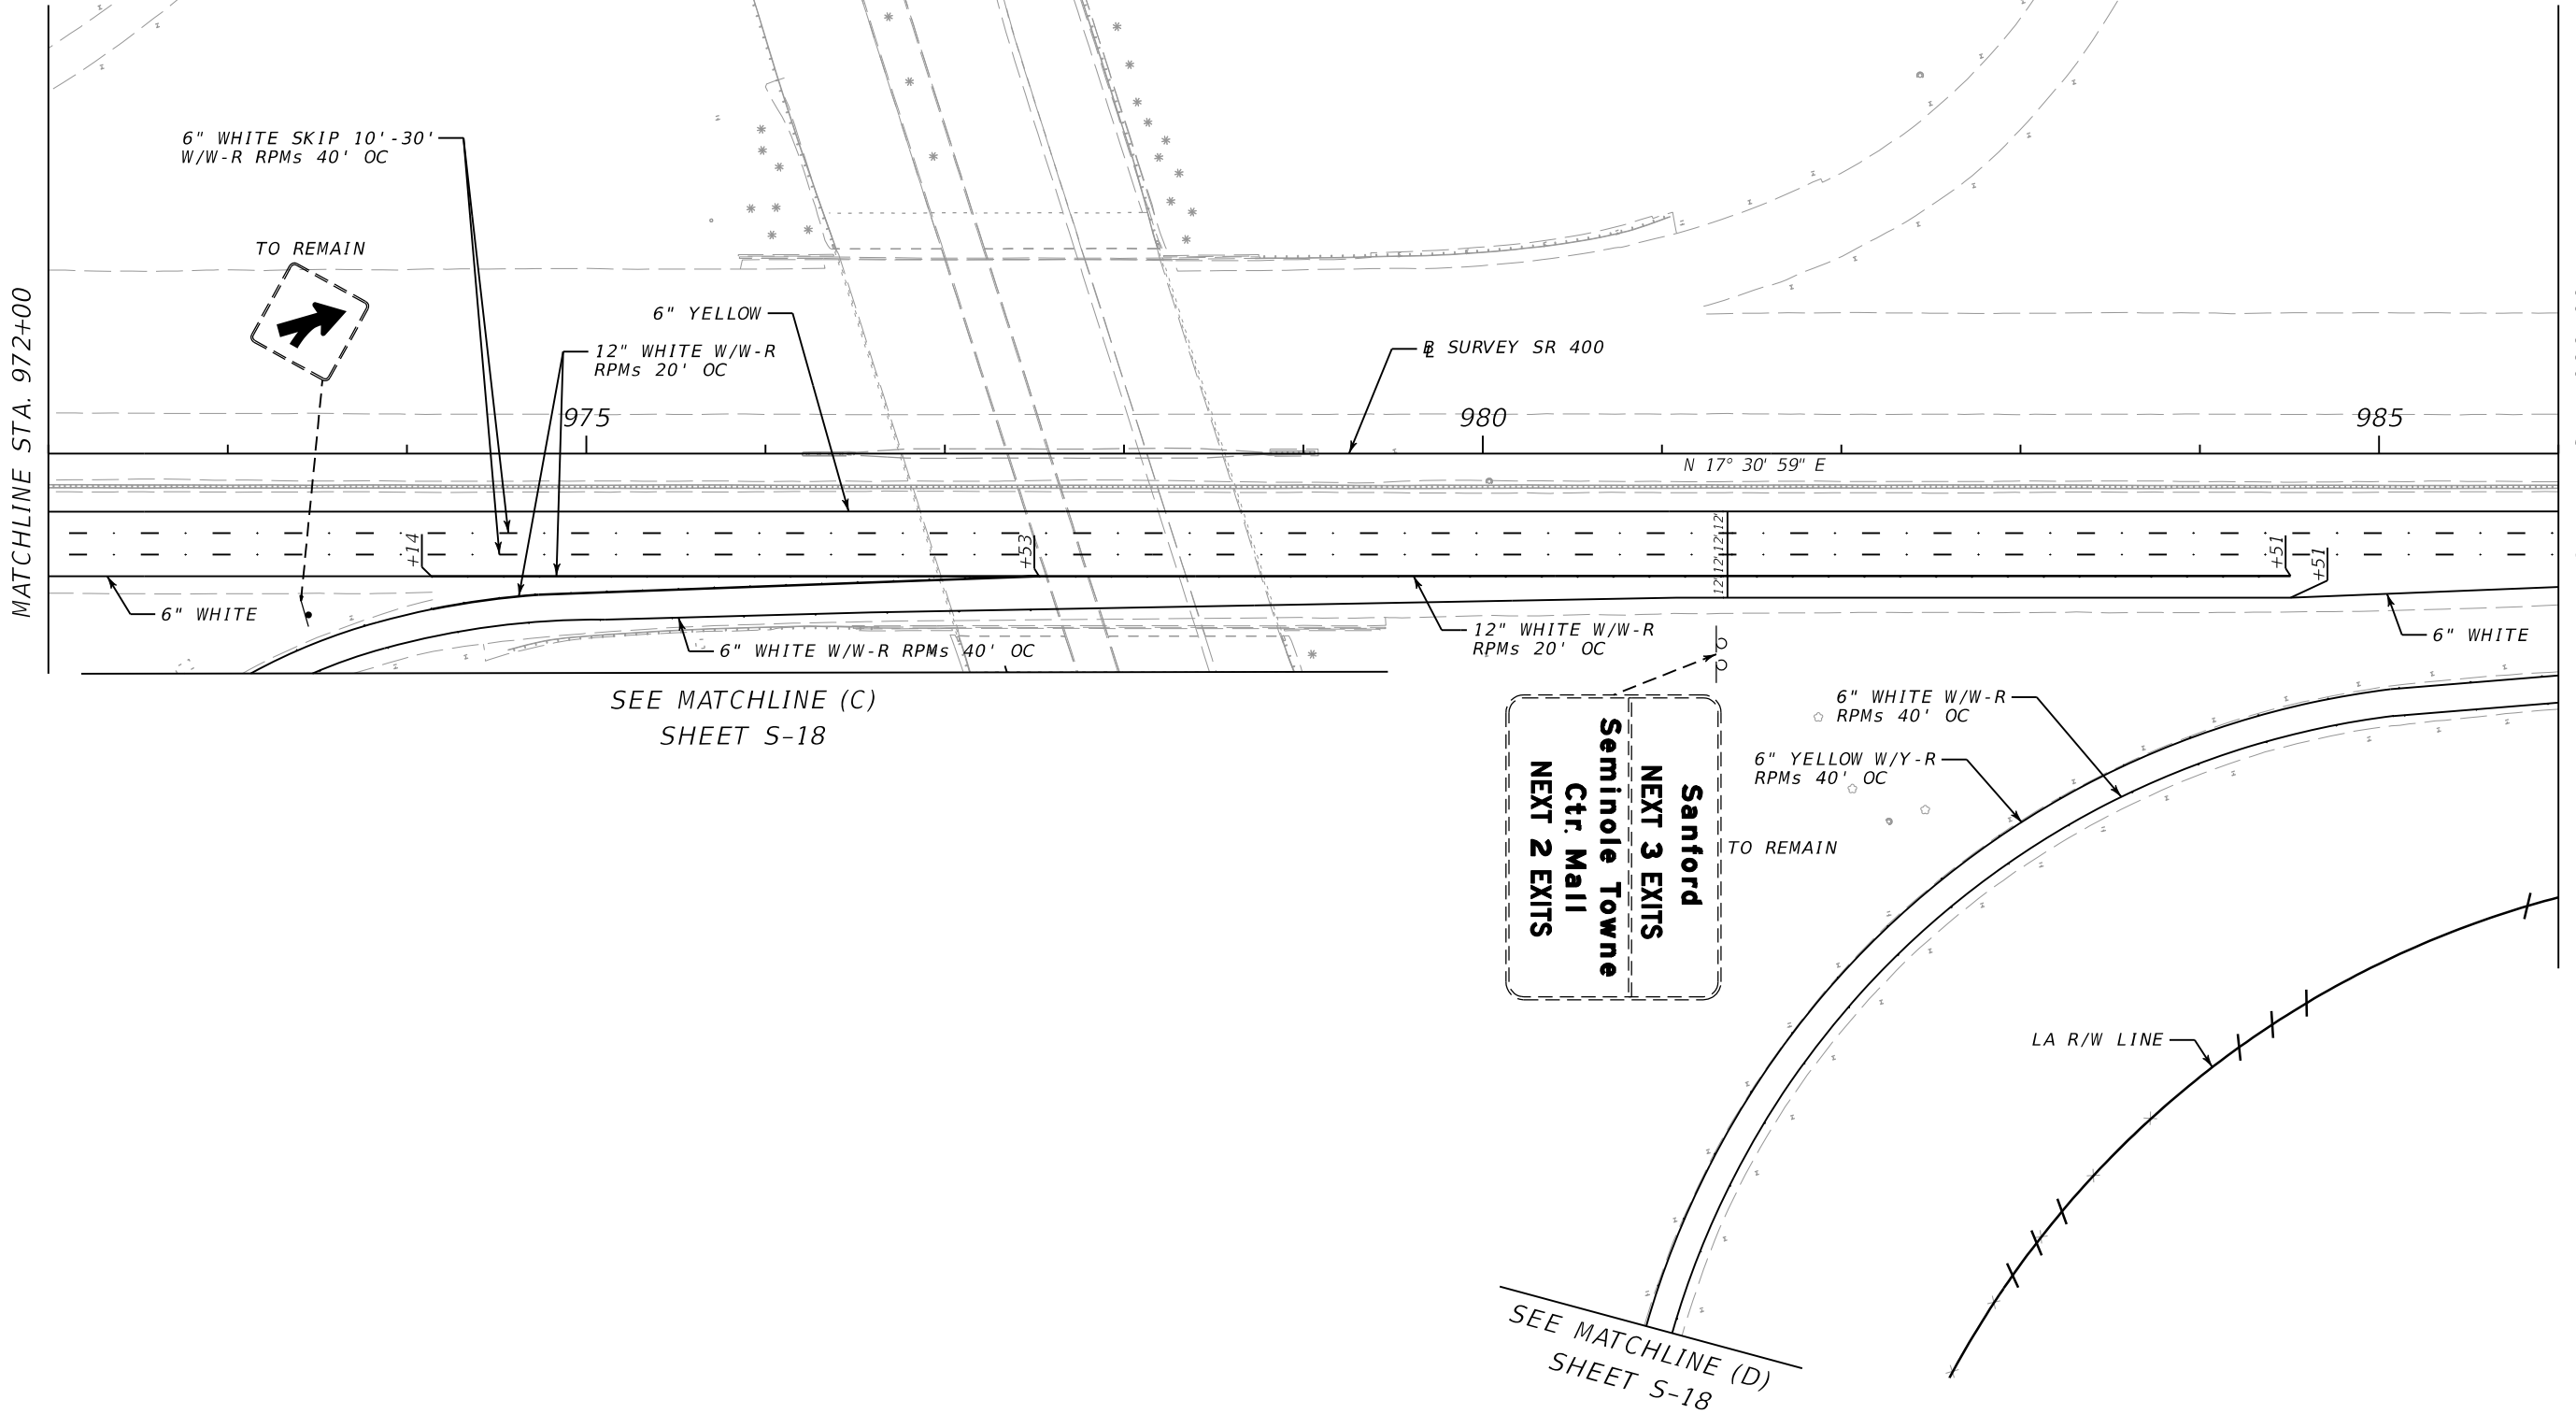 MATCHLINE STA. 972+00
6" WHITE SKIP 10'-30'
W/W-R RPMs 40' OC
TO REMAIN
6" YELLOW
12" WHITE W/W-R
RPMs 20' OC
975
℄ SURVEY SR 400
980
985
N 17° 30' 59" E
+14
+53
12' 12' 12' 12'
+51
+51
6" WHITE
6" WHITE W/W-R RPMs 40' OC
12" WHITE W/W-R
RPMs 20' OC
6" WHITE
SEE MATCHLINE (C)
SHEET S-18
6" WHITE W/W-R
RPMs 40' OC
6" YELLOW W/Y-R
RPMs 40' OC
Sanford
NEXT 3 EXITS
Seminole Towne
Ctr. Mall
NEXT 2 EXITS
TO REMAIN
LA R/W LINE
SEE MATCHLINE (D)
SHEET S-18